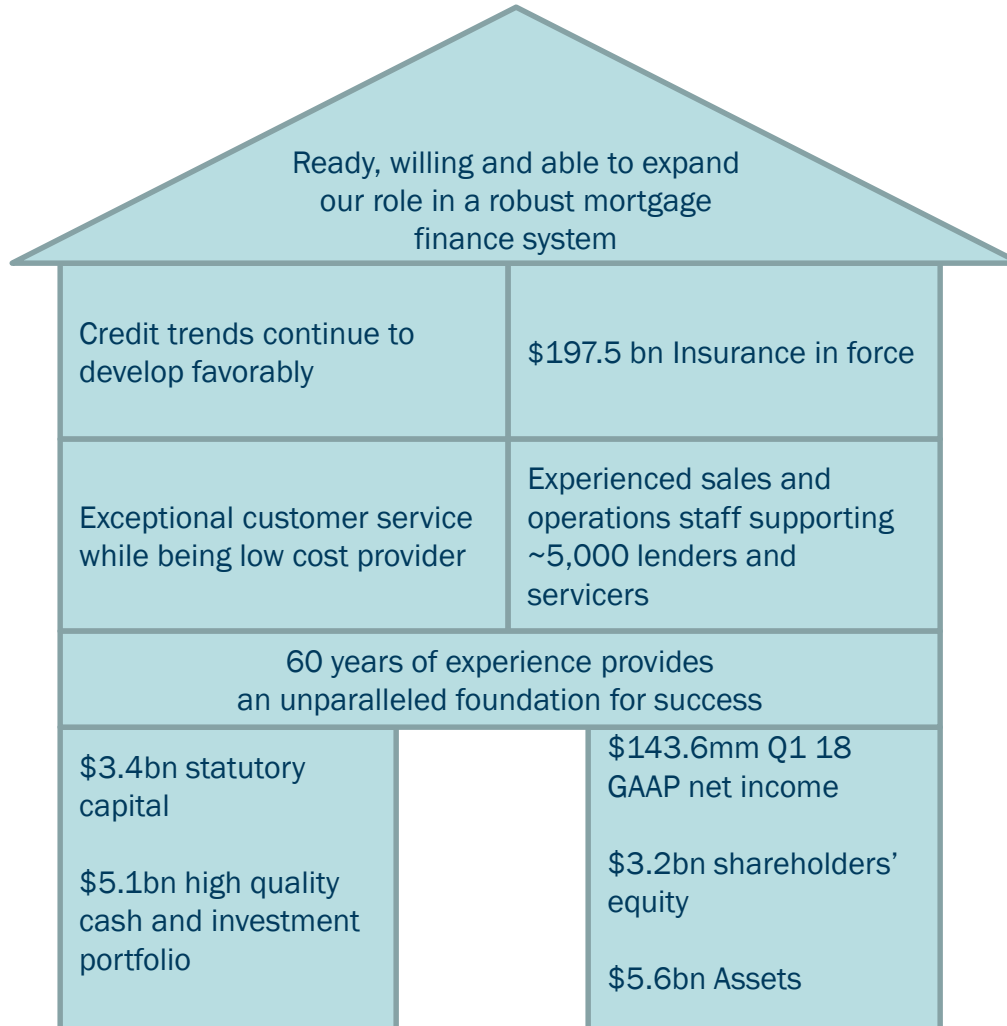 Ready, willing and able to expand
our role in a robust mortgage
finance system
Credit trends continue to
develop favorably
$197.5 bn Insurance in force
Exceptional customer service
while being low cost provider
Experienced sales and
operations staff supporting
~5,000 lenders and
servicers
60 years of experience provides
an unparalleled foundation for success
$3.4bn statutory
capital
$5.1bn high quality
cash and investment
portfolio
$143.6mm Q1 18
GAAP net income
$3.2bn shareholders’
equity
$5.6bn Assets